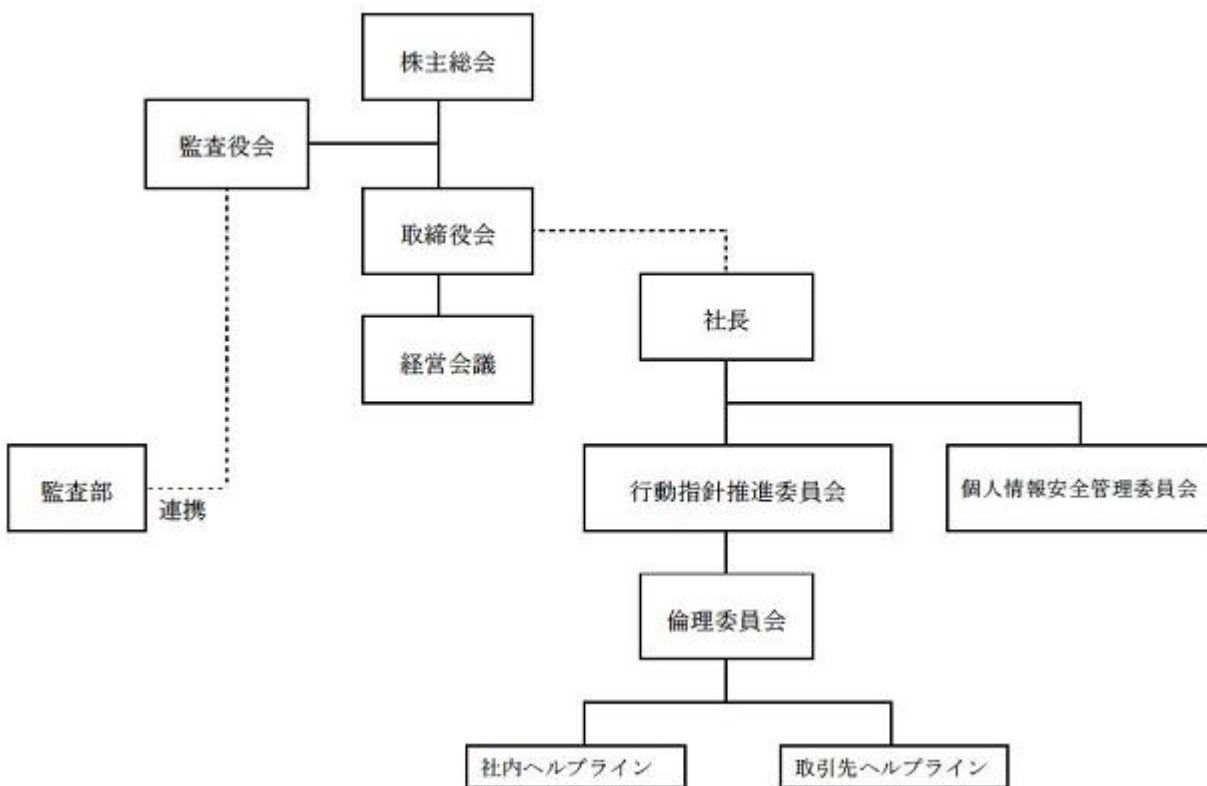 株主総会
監査役会
取締役会
社長
経営会議
監査部
連携
行動指針推進委員会
個人情報安全管理委員会
倫理委員会
社内ヘルプライン
取引先ヘルプライン